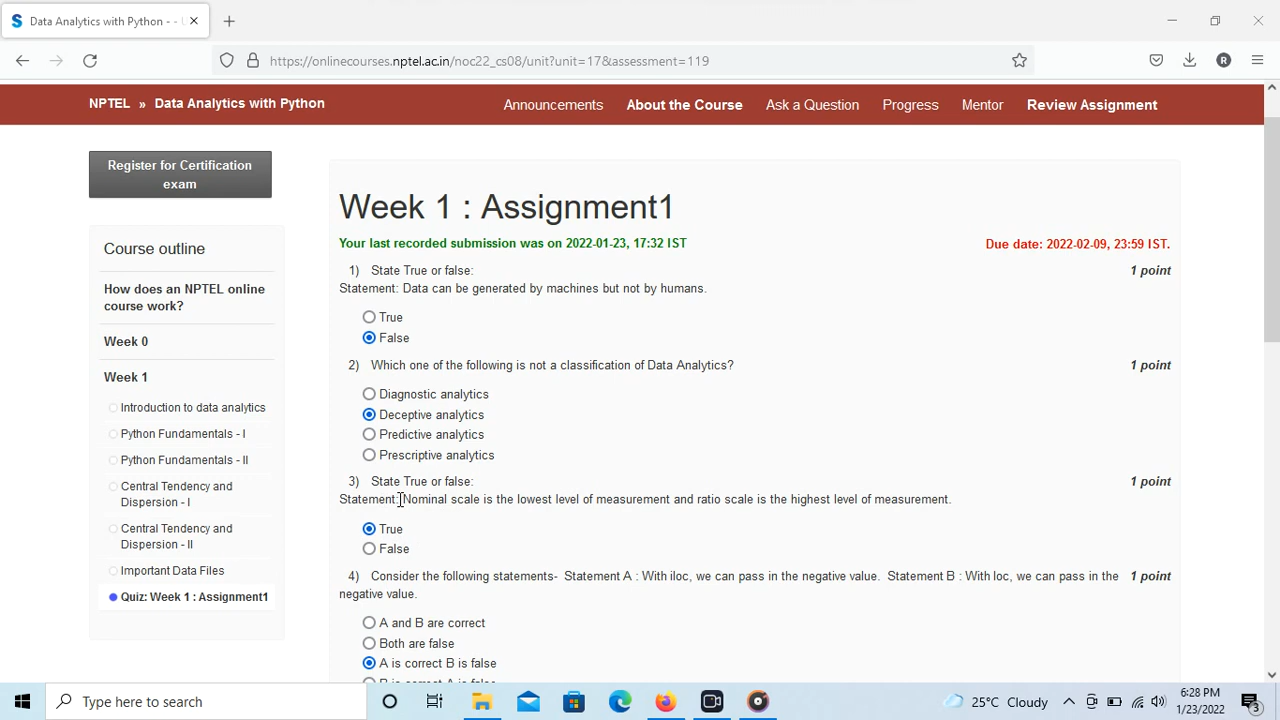 Data Analytics with Python - - U
https://onlinecourses.nptel.ac.in/noc22_cs08/unit?unit=17&assessment=119
R
NPTEL » Data Analytics with Python
Announcements About the Course Ask a Question Progress Mentor Review Assignment
Register for Certification
exam
Course outline
How does an NPTEL online
course work?
Week 0
Week 1
Introduction to data analytics
Python Fundamentals - I
Python Fundamentals - II
Central Tendency and
Dispersion - I
Central Tendency and
Dispersion - II
Important Data Files
Quiz: Week 1 : Assignment1
Week 1 : Assignment1
Your last recorded submission was on 2022-01-23, 17:32 IST
Due date: 2022-02-09, 23:59 IST.
1) State True or false: 1 point
Statement: Data can be generated by machines but not by humans.
True
False
2) Which one of the following is not a classification of Data Analytics? 1 point
Diagnostic analytics
Deceptive analytics
Predictive analytics
Prescriptive analytics
3) State True or false: 1 point
Statement: Nominal scale is the lowest level of measurement and ratio scale is the highest level of measurement.
True
False
4) Consider the following statements- Statement A : With iloc, we can pass in the negative value. Statement B : With loc, we can pass in the 1 point
negative value.
A and B are correct
Both are false
A is correct B is false
B is correct A is false
Type here to search
25°C Cloudy
6:28 PM
1/23/2022
3